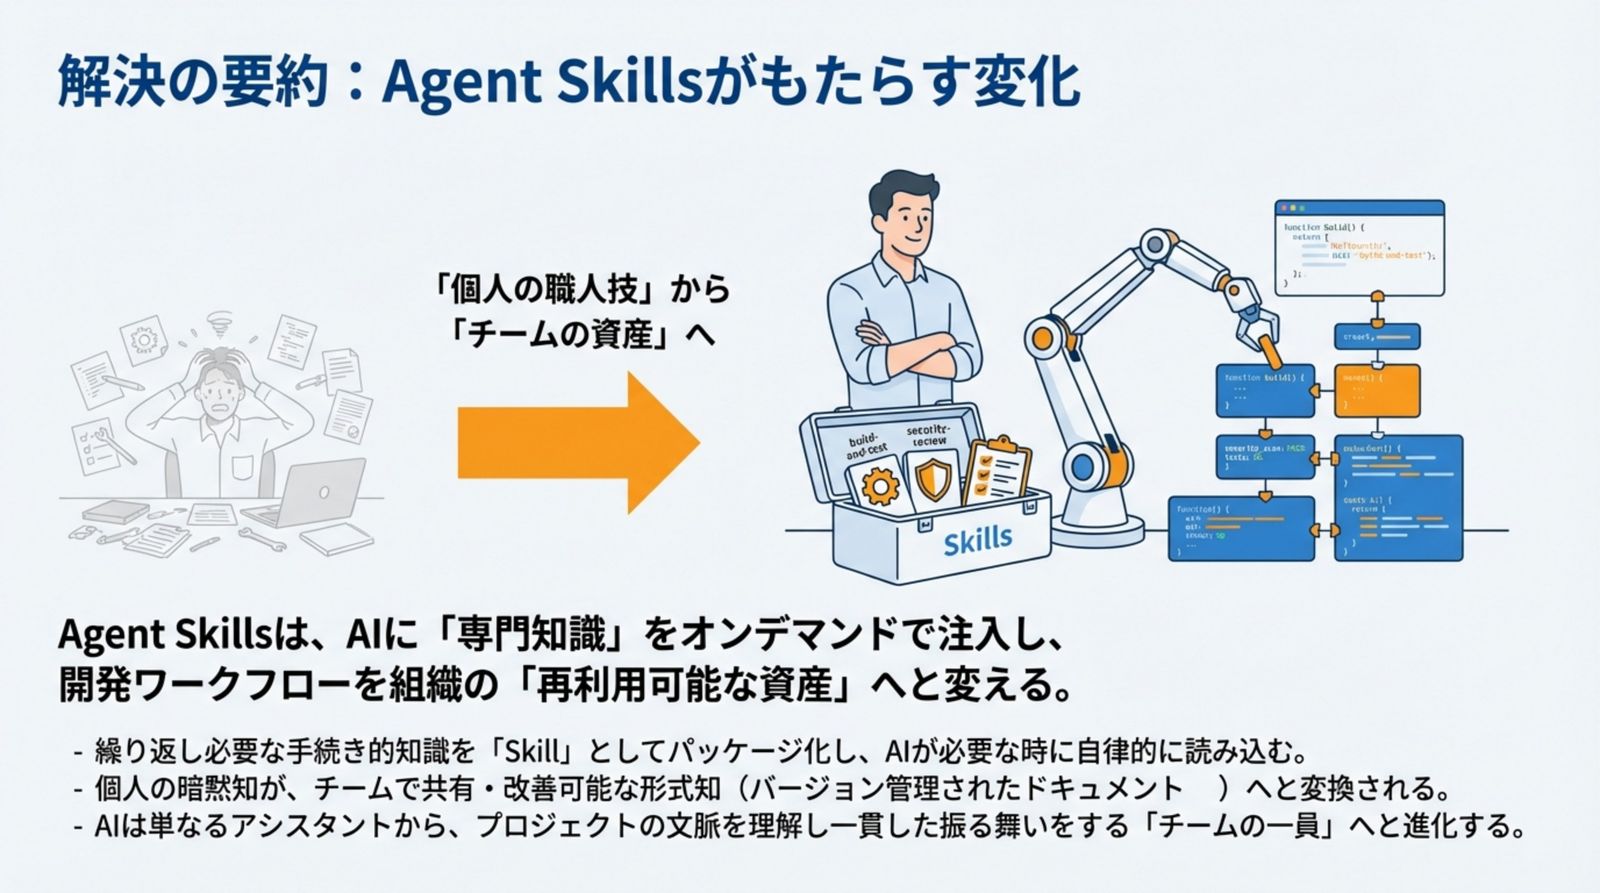 解決の要約：Agent Skillsがもたらす変化
「個人の職人技」から
「チームの資産」へ
build-
and-test
security-
review
Skills
function build() {
return [
...
}
function() {
return [
}
Agent Skillsは、AIに「専門知識」をオンデマンドで注入し、
開発ワークフローを組織の「再利用可能な資産」へと変える。
- 繰り返し必要な手続き的知識を「Skill」としてパッケージ化し、AIが必要な時に自律的に読み込む。
- 個人の暗黙知が、チームで共有・改善可能な形式知（バージョン管理されたドキュメント　）へと変換される。
- AIは単なるアシスタントから、プロジェクトの文脈を理解し一貫した振る舞いをする「チームの一員」へと進化する。